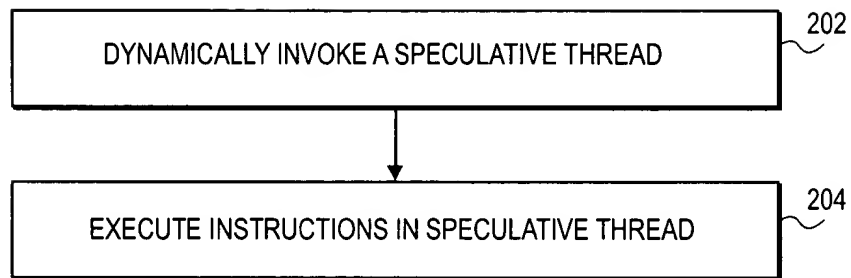 202
DYNAMICALLY INVOKE A SPECULATIVE THREAD
204
EXECUTE INSTRUCTIONS IN SPECULATIVE THREAD